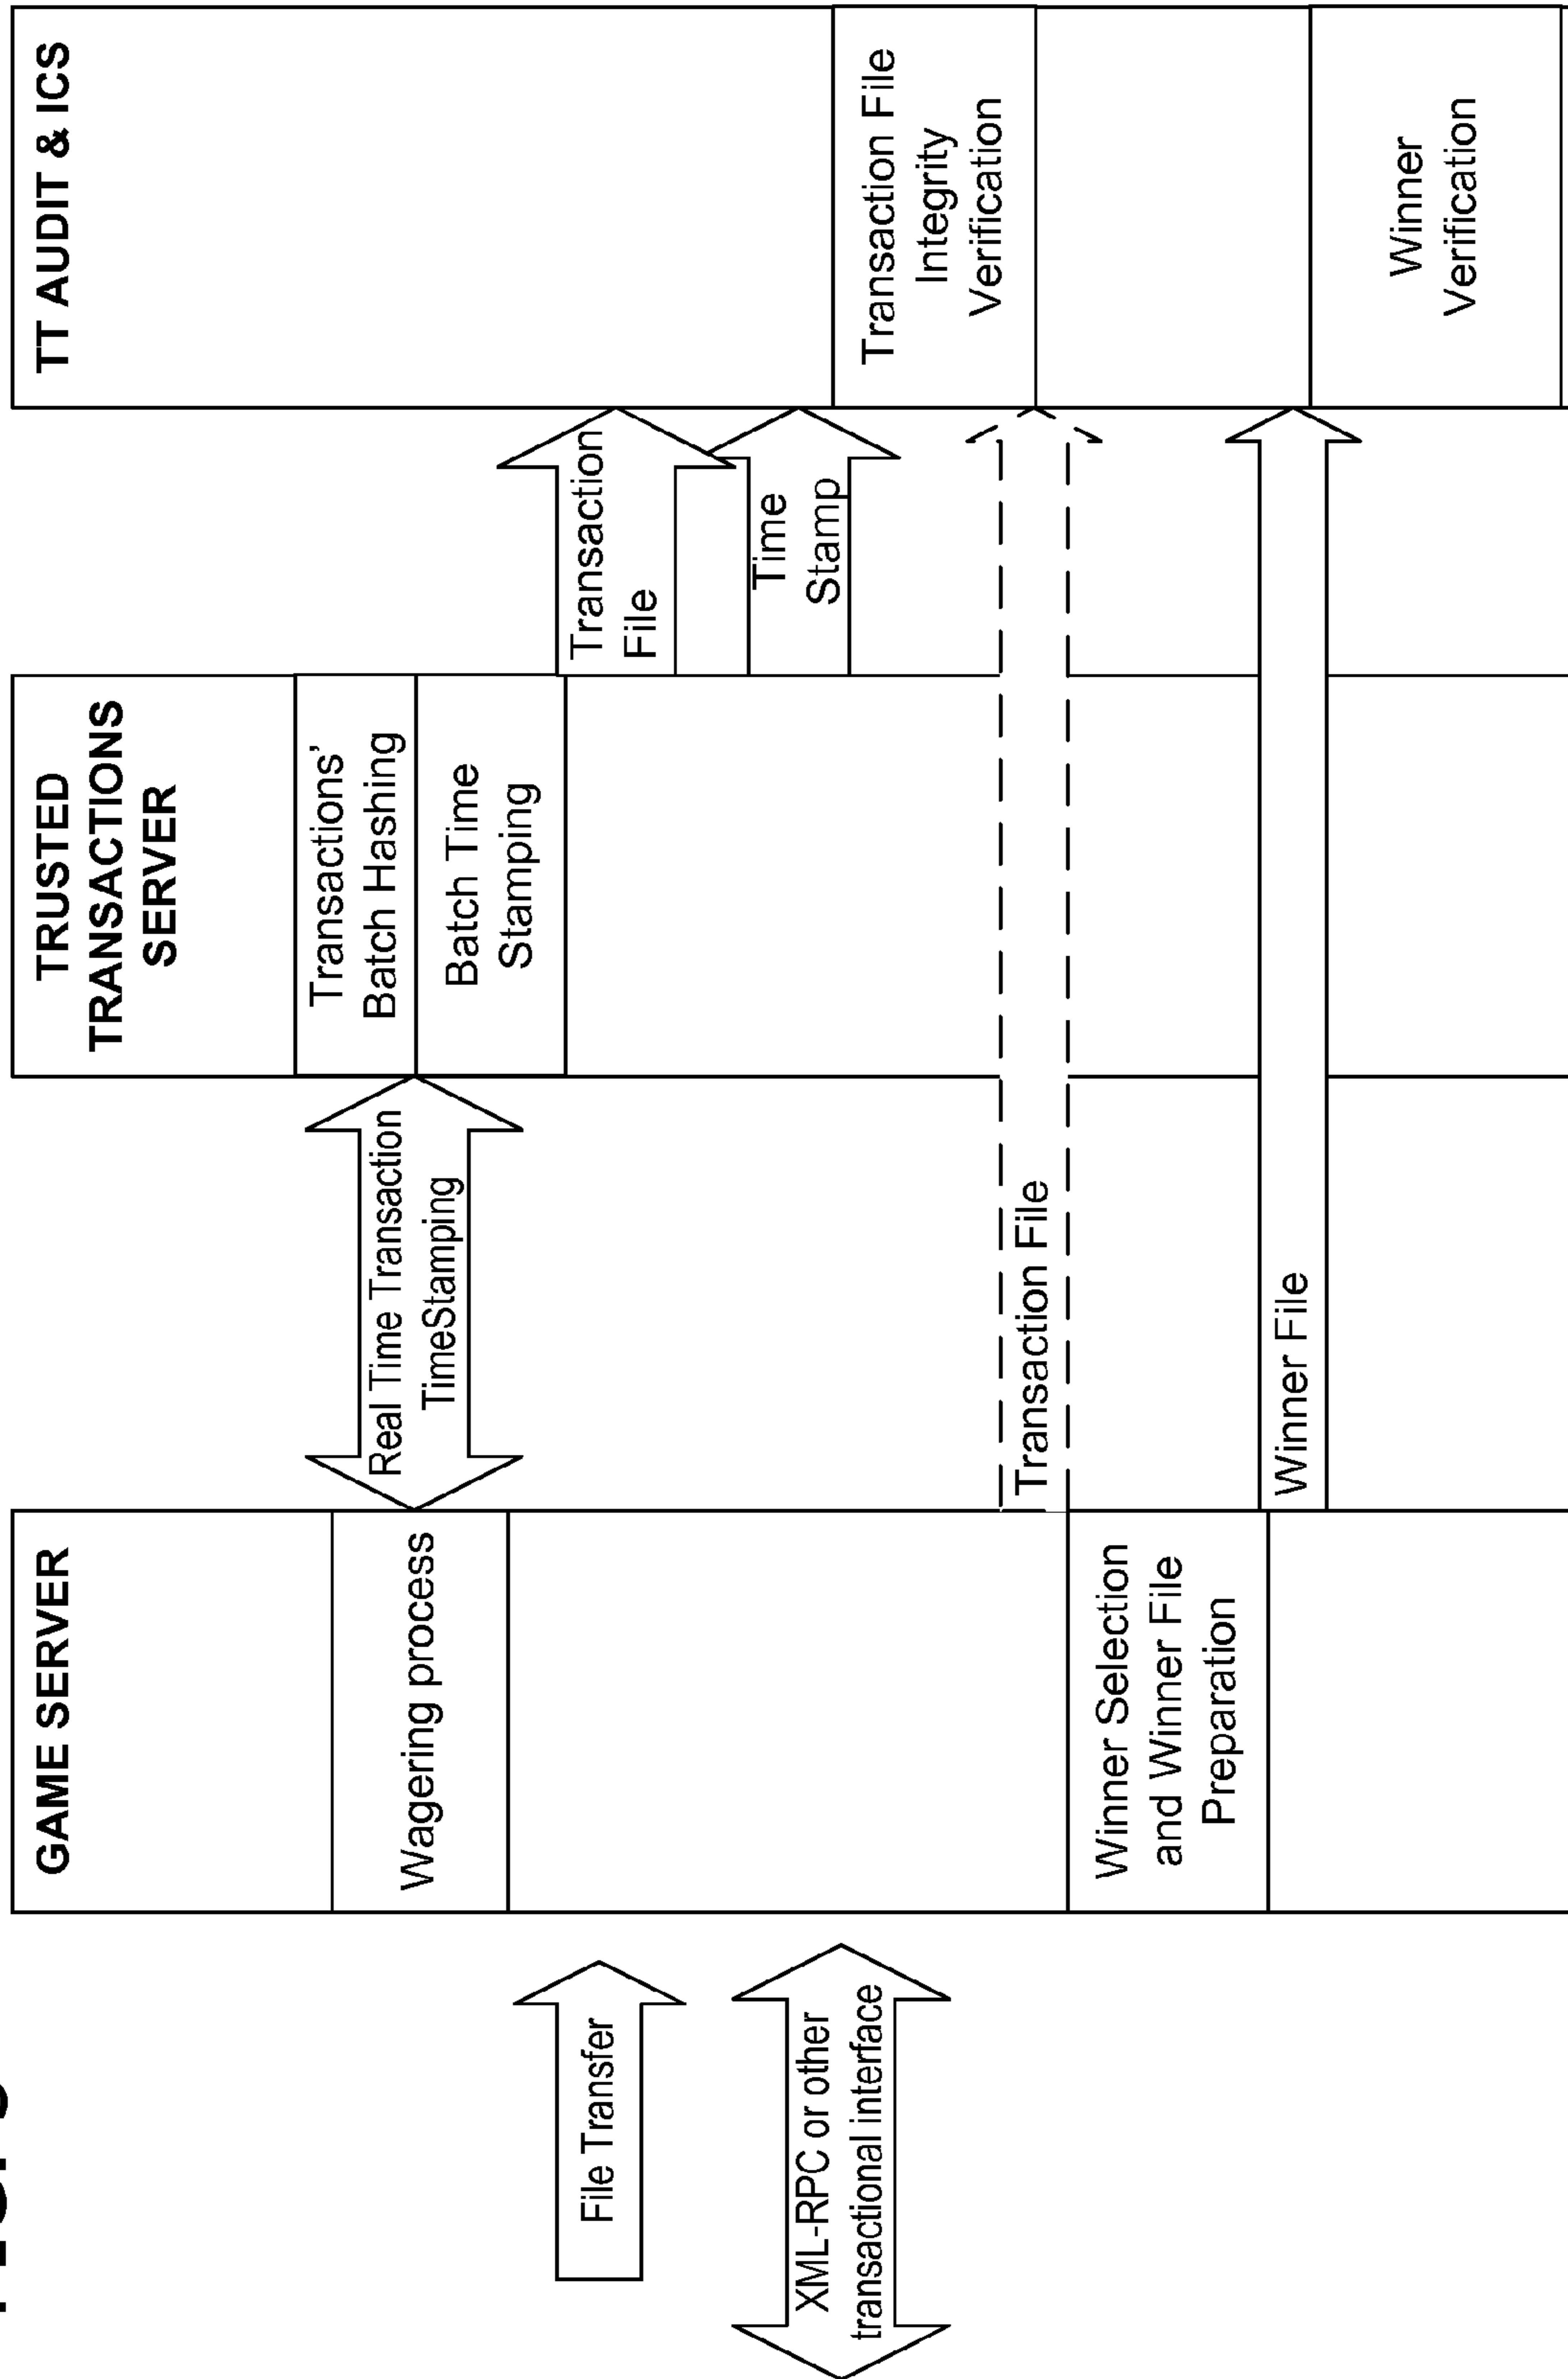 GAME SERVER
TRUSTED
TRANSACTIONS
SERVER
TT AUDIT & ICS
Wagering process
Real Time Transaction
TimeStamping
Transactions'
Batch Hashing
Batch Time
Stamping
File Transfer
Transaction
File
XML-RPC or other
transactional interface
Time
Stamp
Transaction File
Integrity
Verification
Transaction File
Winner Selection
and Winner File
Preparation
Winner File
Winner
Verification